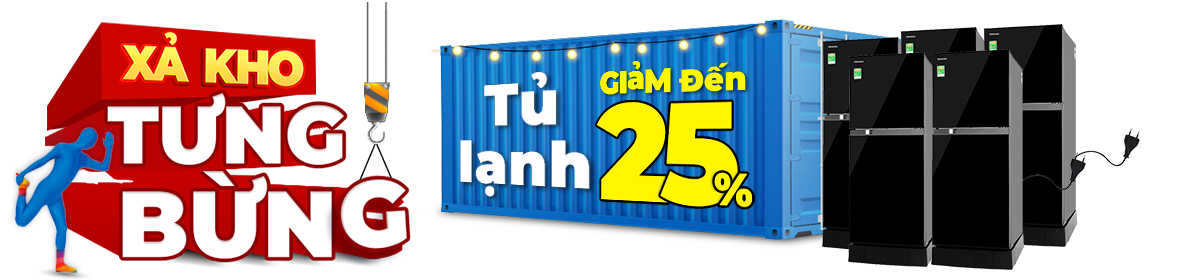 XẢ KHO
TƯNG
BỪNG
Tủ
lạnh
GIảM Đến
25%